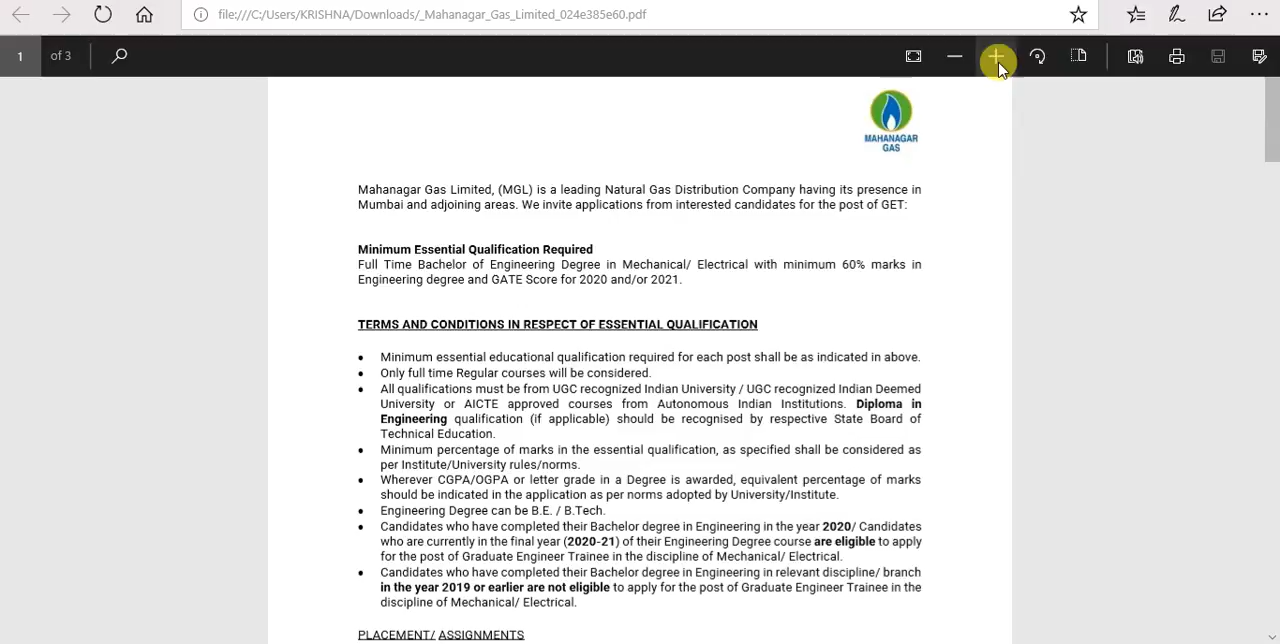 file:///C:/Users/KRISHNA/Downloads/_Mahanagar_Gas_Limited_024e385e60.pdf
1 of 3
MAHANAGAR
GAS
Mahanagar Gas Limited, (MGL) is a leading Natural Gas Distribution Company having its presence in
Mumbai and adjoining areas. We invite applications from interested candidates for the post of GET:
Minimum Essential Qualification Required
Full Time Bachelor of Engineering Degree in Mechanical/ Electrical with minimum 60% marks in
Engineering degree and GATE Score for 2020 and/or 2021.
TERMS AND CONDITIONS IN RESPECT OF ESSENTIAL QUALIFICATION
• Minimum essential educational qualification required for each post shall be as indicated in above.
• Only full time Regular courses will be considered.
• All qualifications must be from UGC recognized Indian University / UGC recognized Indian Deemed
University or AICTE approved courses from Autonomous Indian Institutions. Diploma in
Engineering qualification (if applicable) should be recognised by respective State Board of
Technical Education.
• Minimum percentage of marks in the essential qualification, as specified shall be considered as
per Institute/University rules/norms.
• Wherever CGPA/OGPA or letter grade in a Degree is awarded, equivalent percentage of marks
should be indicated in the application as per norms adopted by University/Institute.
• Engineering Degree can be B.E. / B.Tech.
• Candidates who have completed their Bachelor degree in Engineering in the year 2020/ Candidates
who are currently in the final year (2020-21) of their Engineering Degree course are eligible to apply
for the post of Graduate Engineer Trainee in the discipline of Mechanical/ Electrical.
• Candidates who have completed their Bachelor degree in Engineering in relevant discipline/ branch
in the year 2019 or earlier are not eligible to apply for the post of Graduate Engineer Trainee in the
discipline of Mechanical/ Electrical.
PLACEMENT/ ASSIGNMENTS